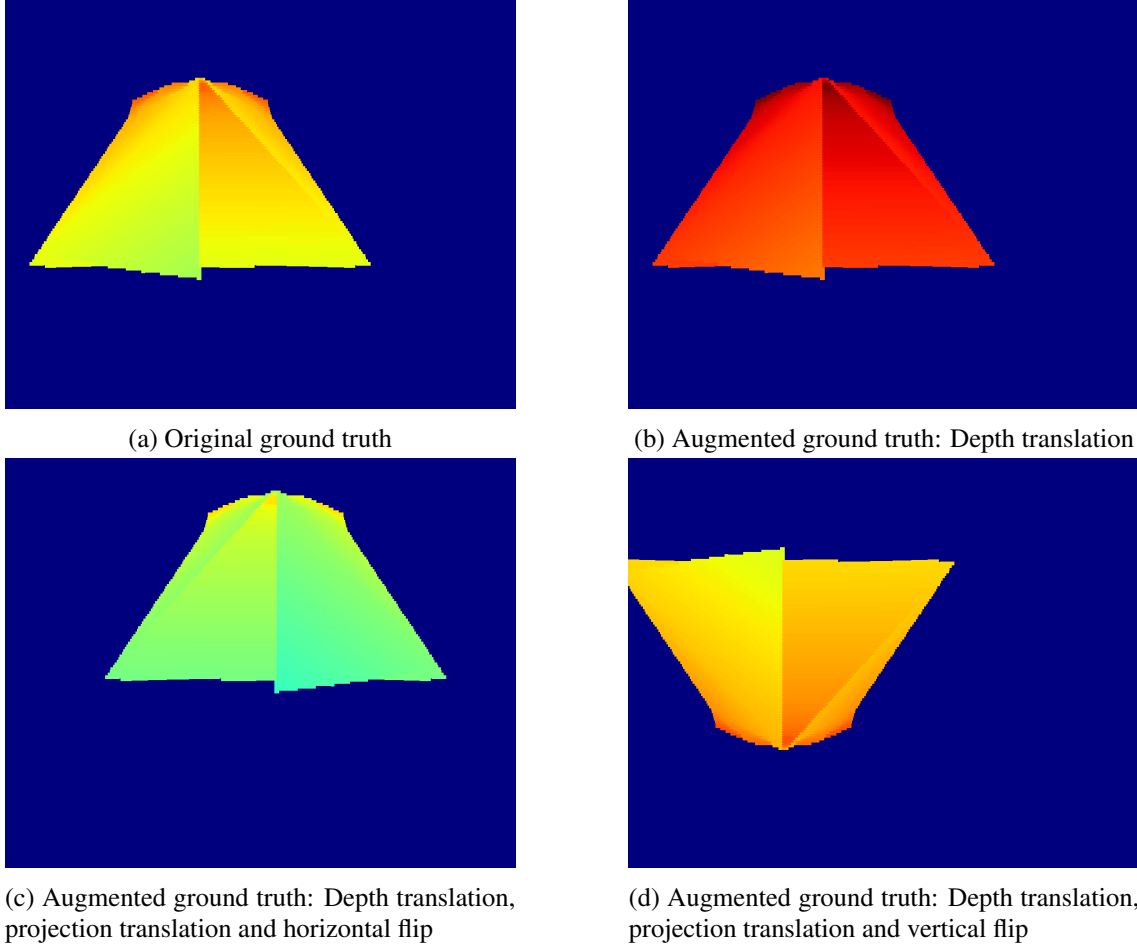 (a) Original ground truth
(b) Augmented ground truth: Depth translation
(c) Augmented ground truth: Depth translation,
projection translation and horizontal flip
(d) Augmented ground truth: Depth translation,
projection translation and vertical flip